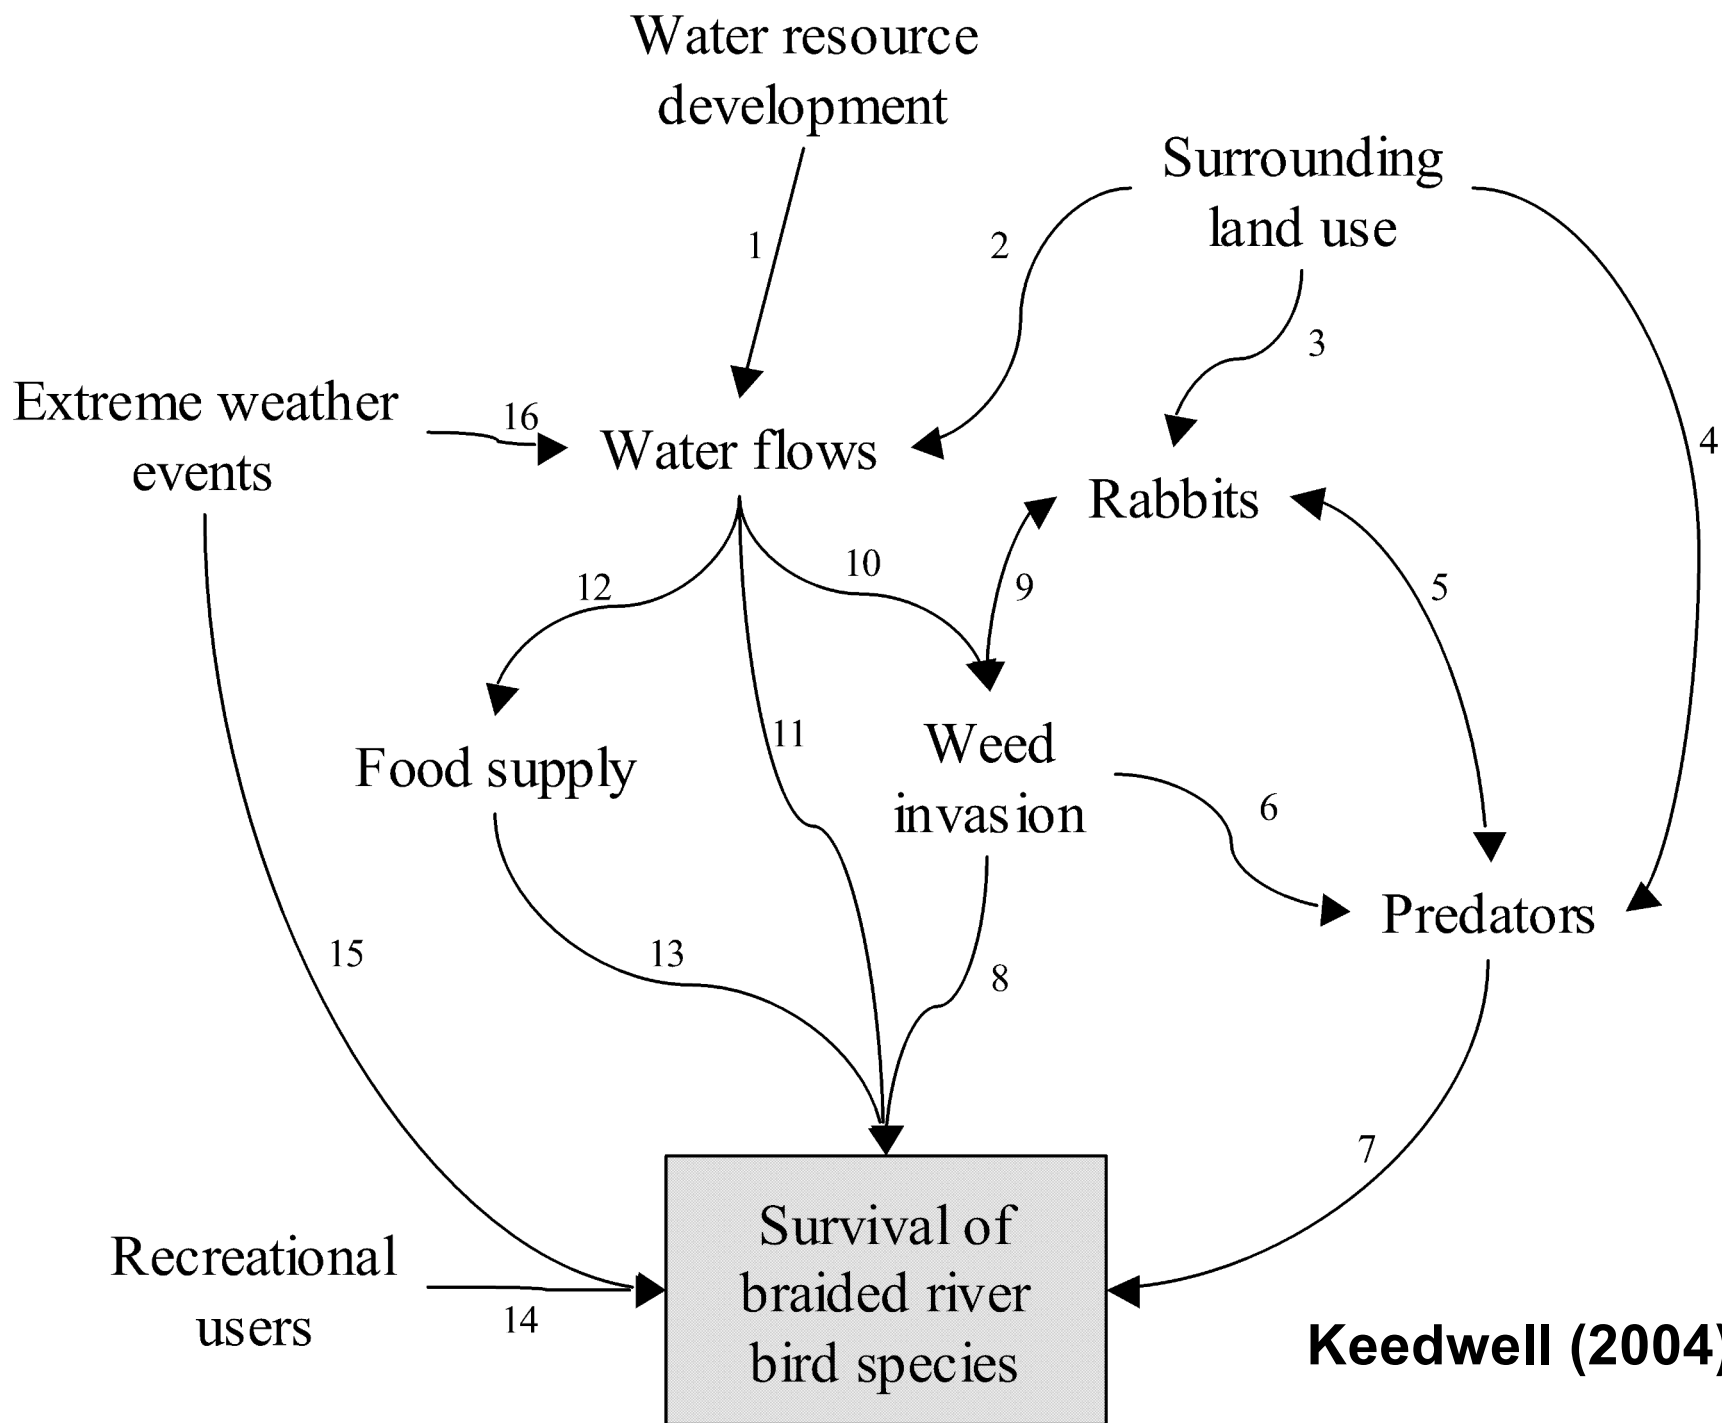 Water resource
development
Surrounding
land use
1
2
3
4
Extreme weather
events
16
Water flows
Rabbits
12
10
9
5
11
Food supply
Weed
invasion
6
Predators
15
13
8
7
Survival of
braided river
bird species
Recreational
users
14
Keedwell (2004)